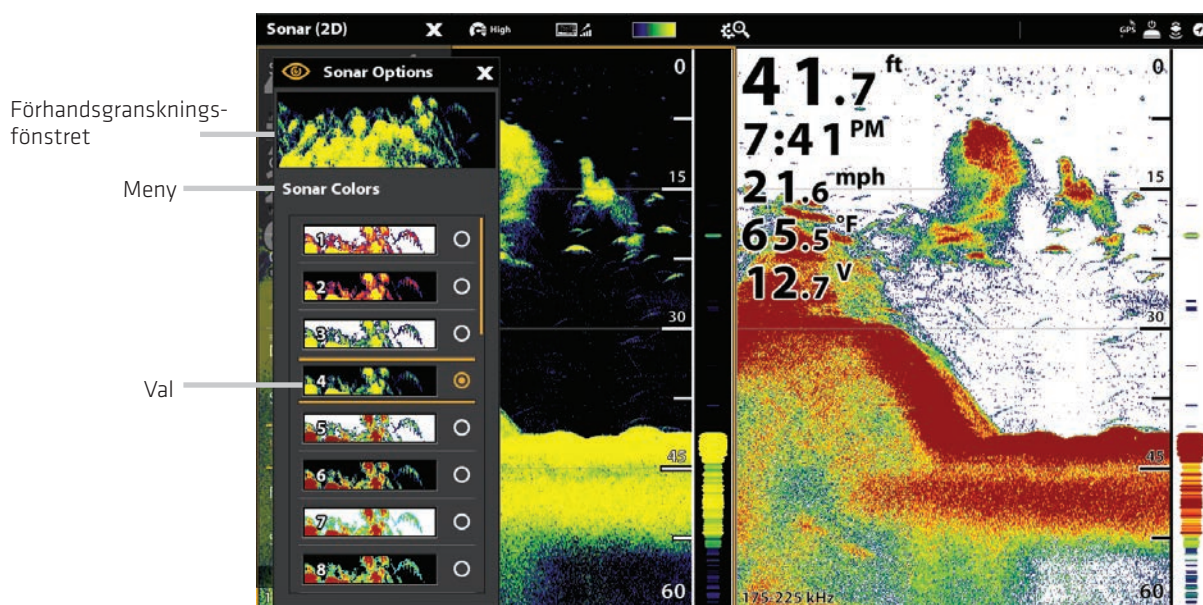 Sonar (2D)
X
High
GPS
Sonar Options
X
Förhandsgransknings-
fönstret
Meny
Sonar Colors
Val
1
2
3
4
5
6
7
8
0
15
30
45
60
41.7 ft
7:41 PM
21.6 mph
65.5 °F
12.7 V
0
15
30
45
60
175-225 kHz